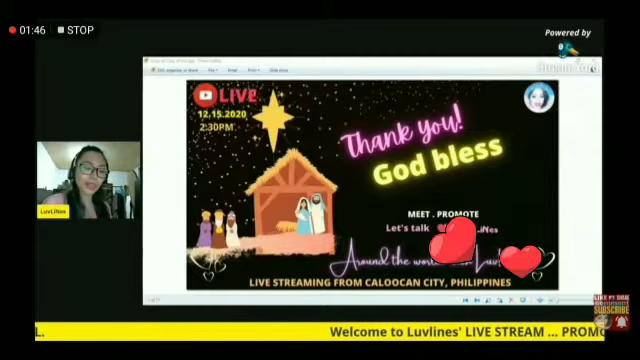 01:46 STOP
Powered by
LIVE
12.15.2020
2:30PM
Thank you!
God bless
MEET . PROMOTE
Let's talk
LuvLiNes
Around the world
Luv!
LIVE STREAMING FROM CALOOCAN CITY, PHILIPPINES
SUBSCRIBE
L. Welcome to Luvlines' LIVE STREAM ... PROMO